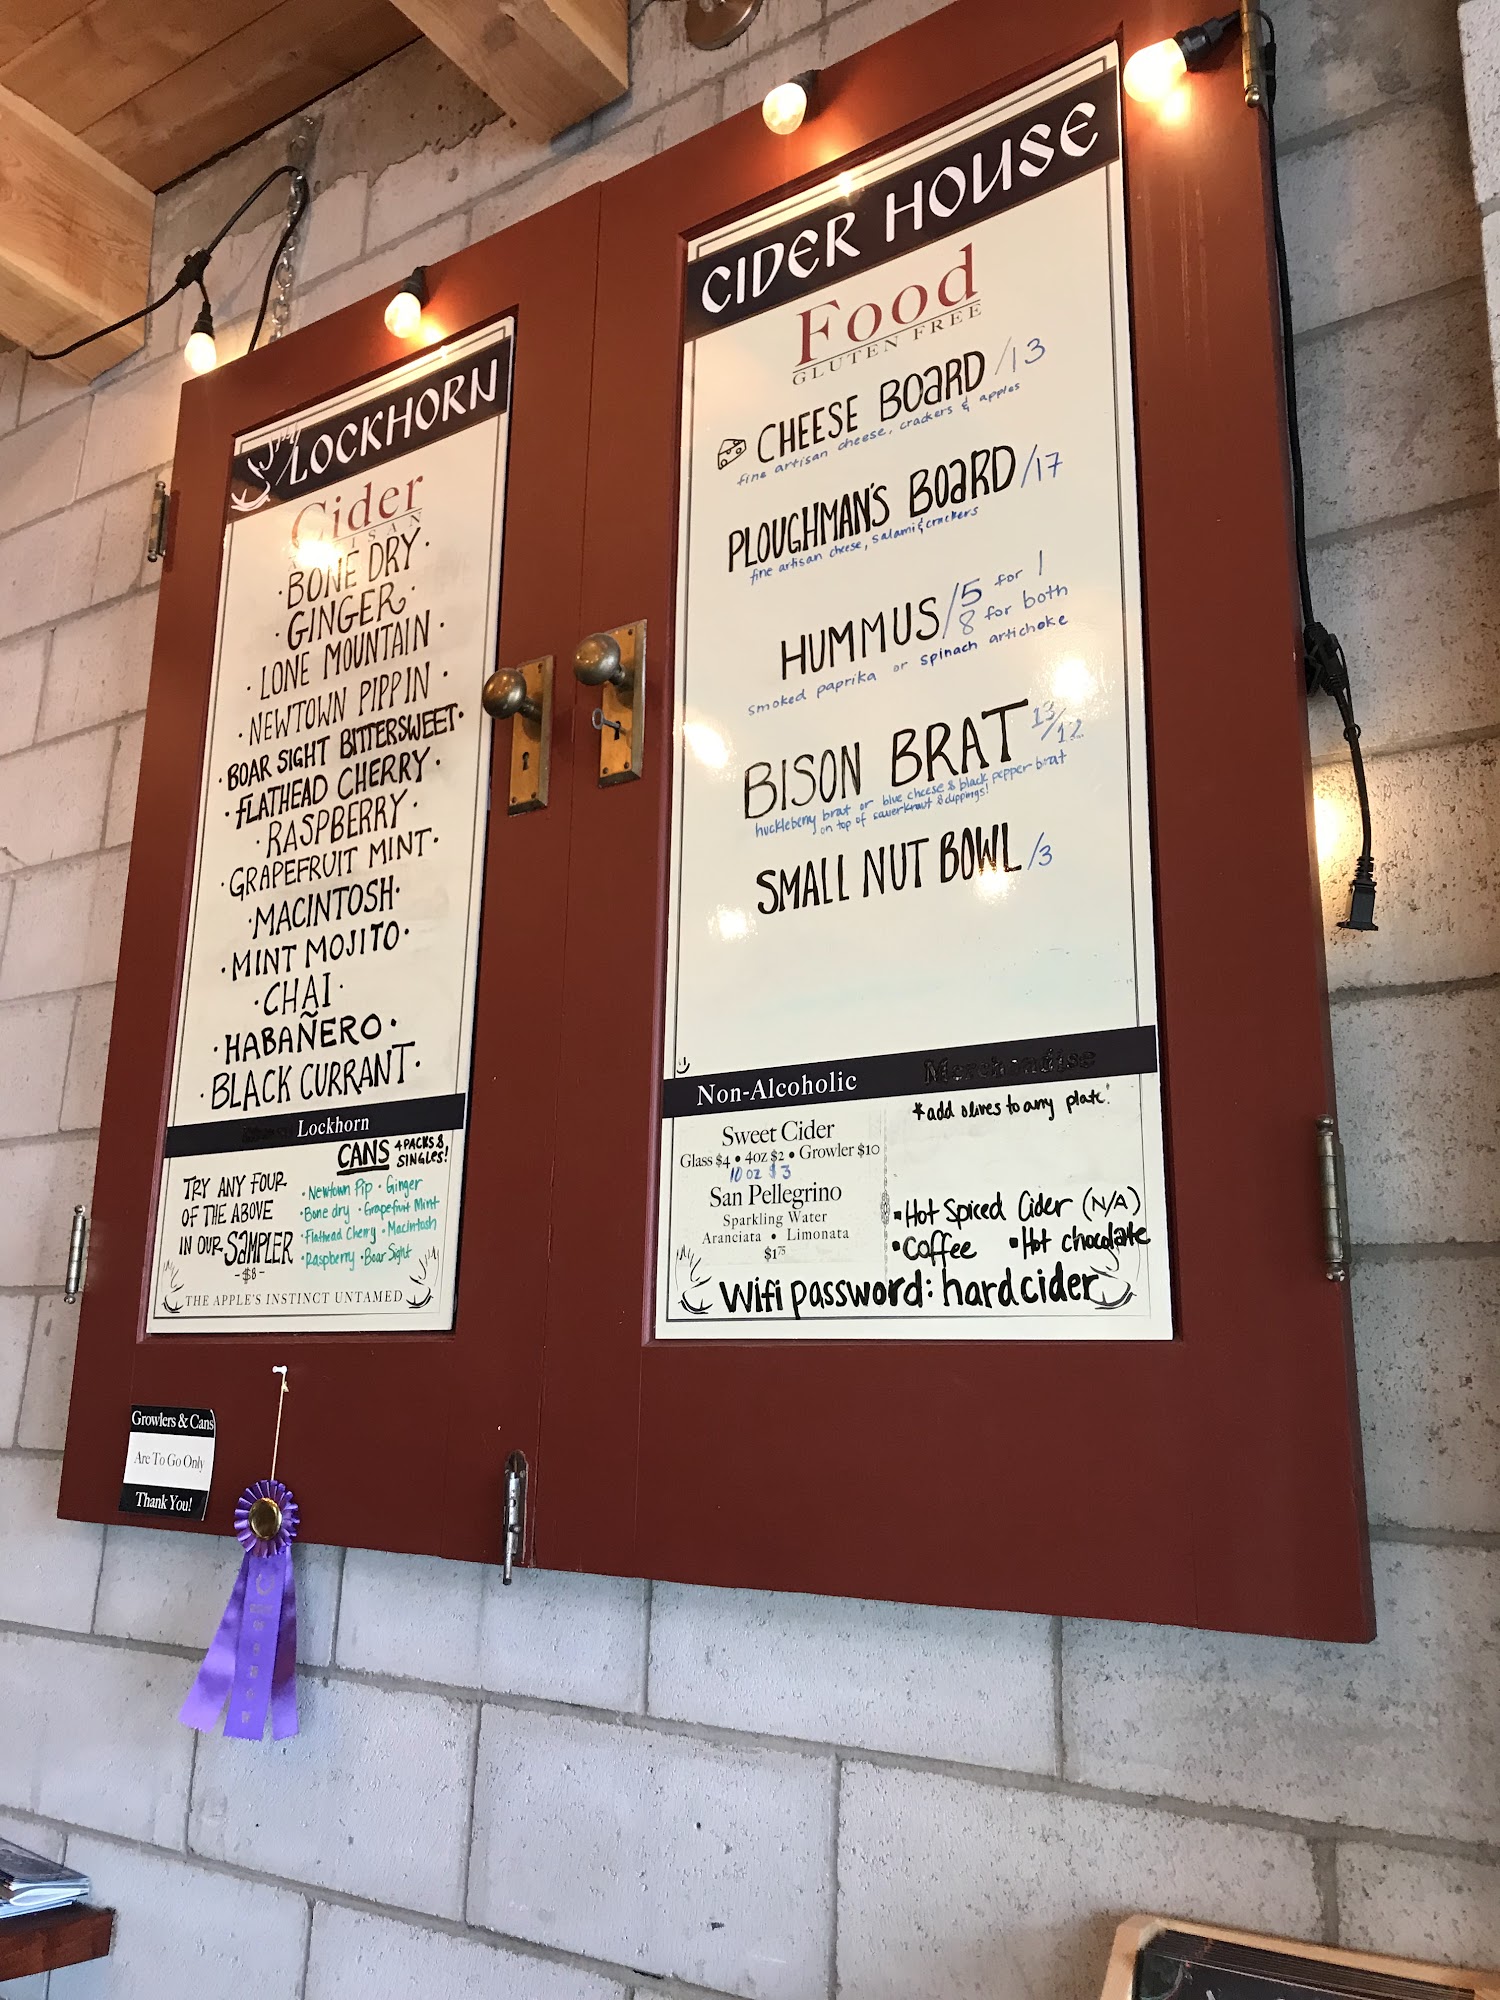 LOCKHORN
Cider
ARTISAN
· BONE DRY ·
· GINGER ·
· LONE MOUNTAIN ·
· NEWTOWN PIPPIN ·
· BOAR SIGHT BITTERSWEET ·
· FLATHEAD CHERRY ·
· RASPBERRY ·
· GRAPEFRUIT MINT ·
· MACINTOSH ·
· MINT MOJITO ·
· CHAI ·
· HABAÑERO ·
· BLACK CURRANT ·
Lockhorn
TRY ANY FOUR
OF THE ABOVE
IN OUR SAMPLER
- $8 -
CANS 4 PACKS & SINGLES!
· Newtown Pip · Ginger
· Bone dry · Grapefruit Mint
· Flathead Cherry · Macintosh
· Raspberry · Boar Sight
THE APPLE'S INSTINCT UNTAMED
Growlers & Cans
Are To Go Only
Thank You!
CIDER HOUSE
Food
GLUTEN FREE
CHEESE BOARD /13
fine artisan cheese, crackers & apples
PLOUGHMAN'S BOARD /17
fine artisan cheese, salami & crackers
HUMMUS / 5 for 1
8 for both
smoked paprika or spinach artichoke
BISON BRAT 13/12
huckleberry brat or blue cheese & black pepper brat
on top of sauerkraut & dippings!
SMALL NUT BOWL /3
Non-Alcoholic Merchandise
Sweet Cider
Glass $4 • 4oz $2 • Growler $10
10 oz $3
San Pellegrino
Sparkling Water
Aranciata • Limonata
$1.75
* add olives to any plate!
• Hot Spiced Cider (N/A)
• Coffee • Hot chocolate
Wifi password: hardcider